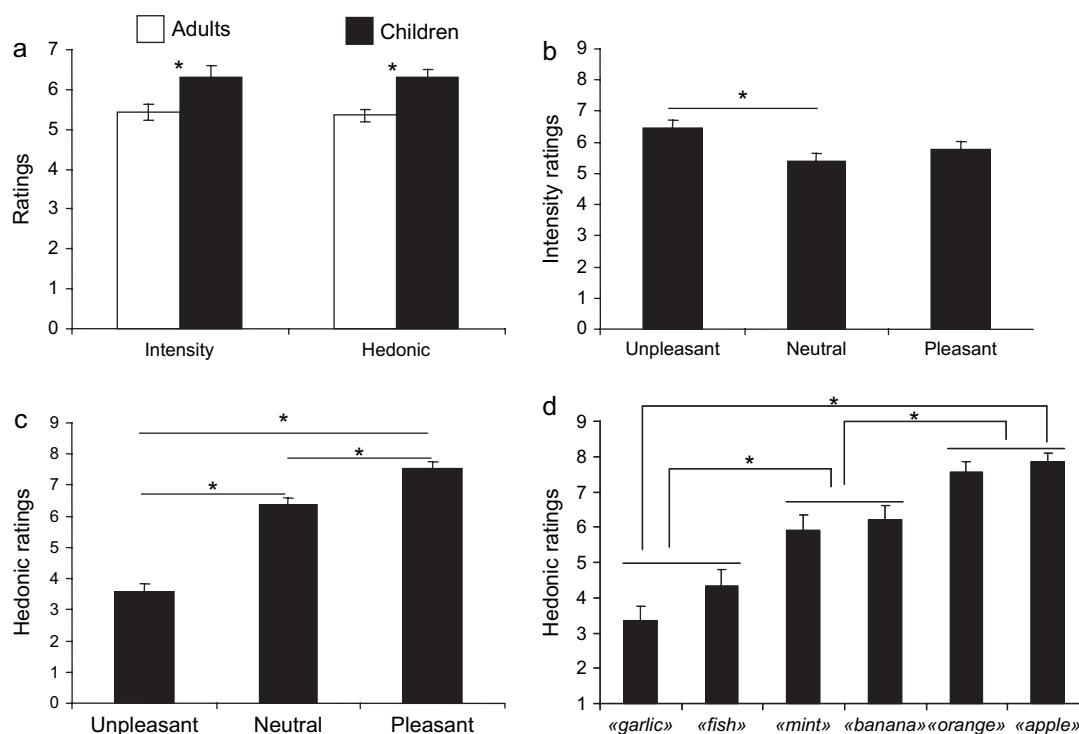 Adults
Children
a
7
6
5
4
3
2
1
0
Ratings
*
*
Intensity
Hedonic
b
9
8
7
6
5
4
3
2
1
0
Intensity ratings
*
Unpleasant
Neutral
Pleasant
c
9
8
7
6
5
4
3
2
1
0
Hedonic ratings
*
*
*
Unpleasant
Neutral
Pleasant
d
9
8
7
6
5
4
3
2
1
Hedonic ratings
*
*
*
«garlic»
«fish»
«mint»
«banana»
«orange»
«apple»